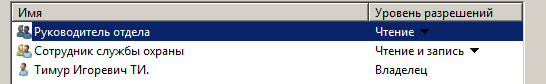 Имя Уровень разрешений
Руководитель отдела Чтение
Сотрудник службы охраны Чтение и запись
Тимур Игоревич ТИ. Владелец